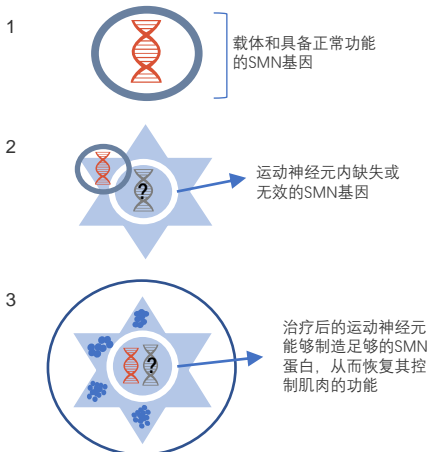 1
载体和具备正常功能
的SMN基因
2
?
运动神经元内缺失或
无效的SMN基因
3
?
治疗后的运动神经元
能够制造足够的SMN
蛋白，从而恢复其控
制肌肉的功能